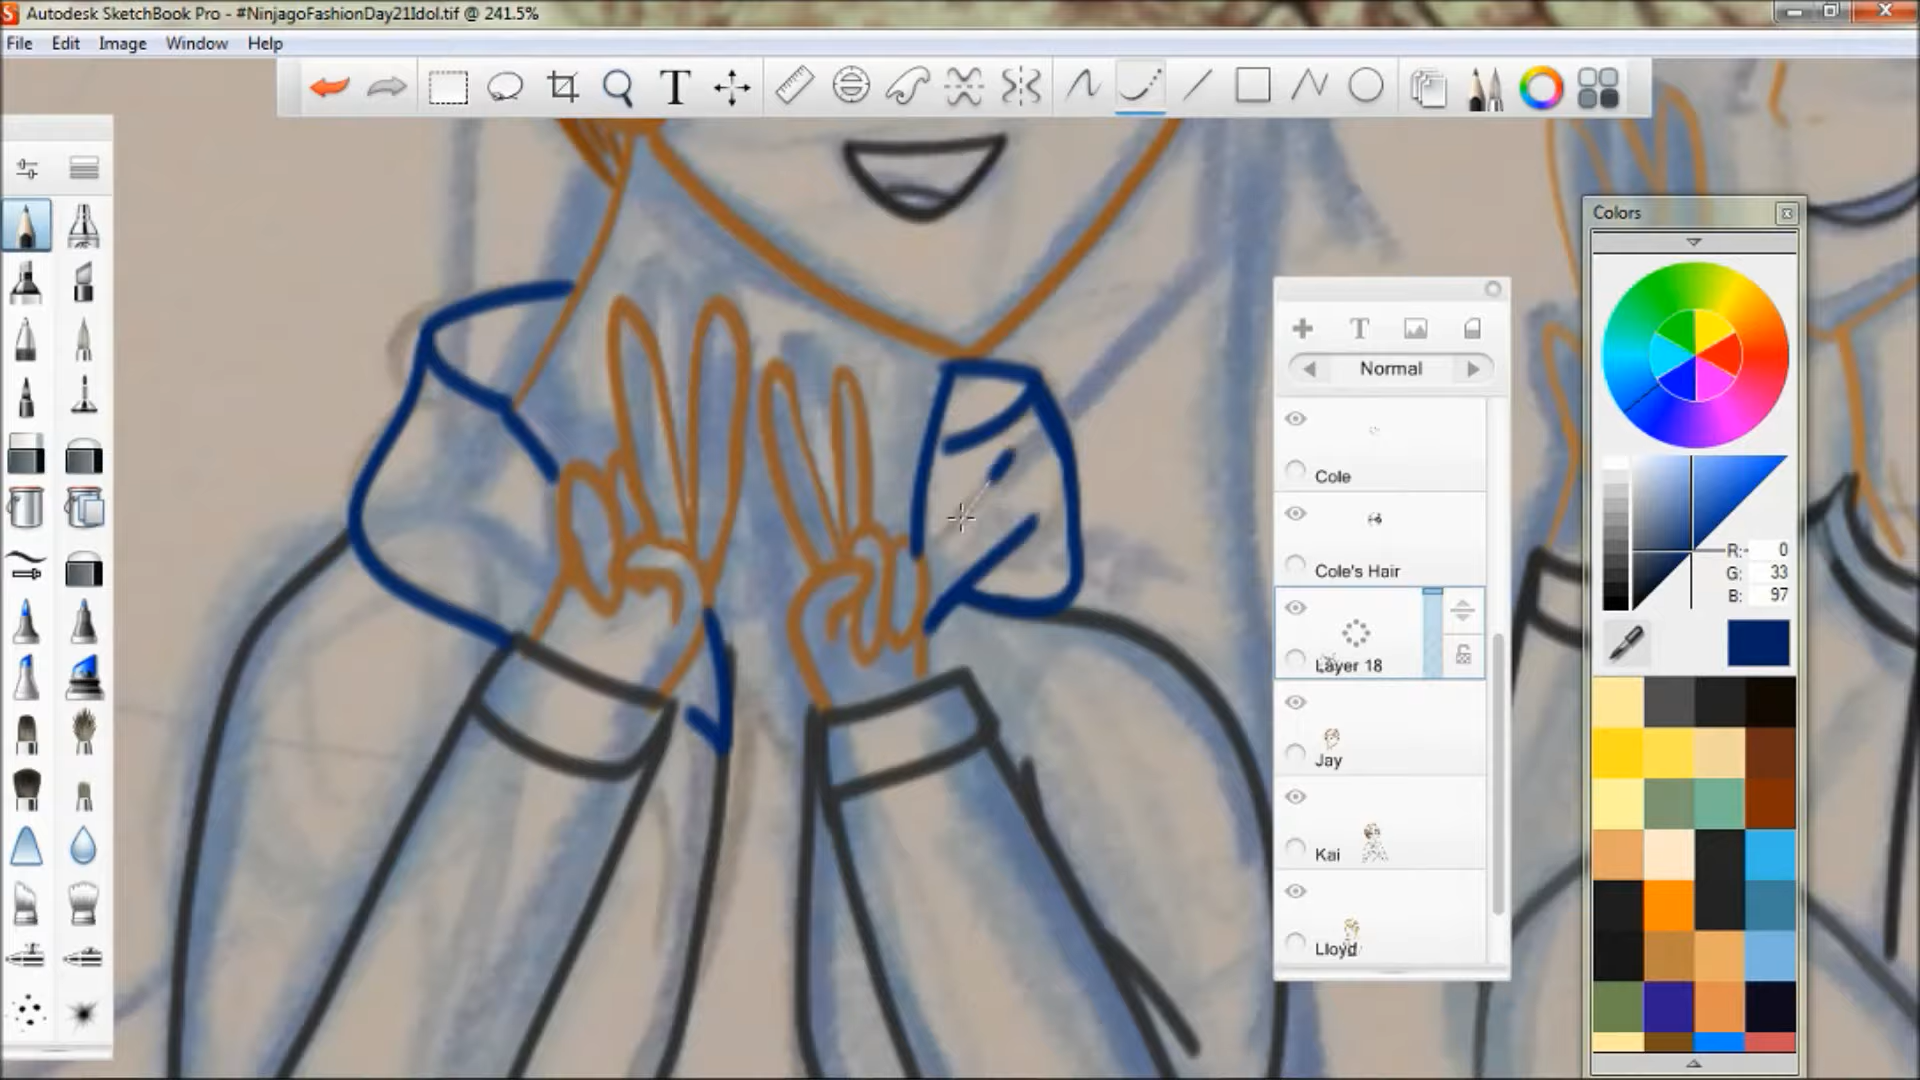 Autodesk SketchBook Pro - #NinjagoFashionDay21Idol.tif @ 241.5%
File Edit Image Window Help
T
Colors
T
Normal
Cole
Cole's Hair
Layer 18
Jay
Kai
Lloyd
R: 0
G: 33
B: 97